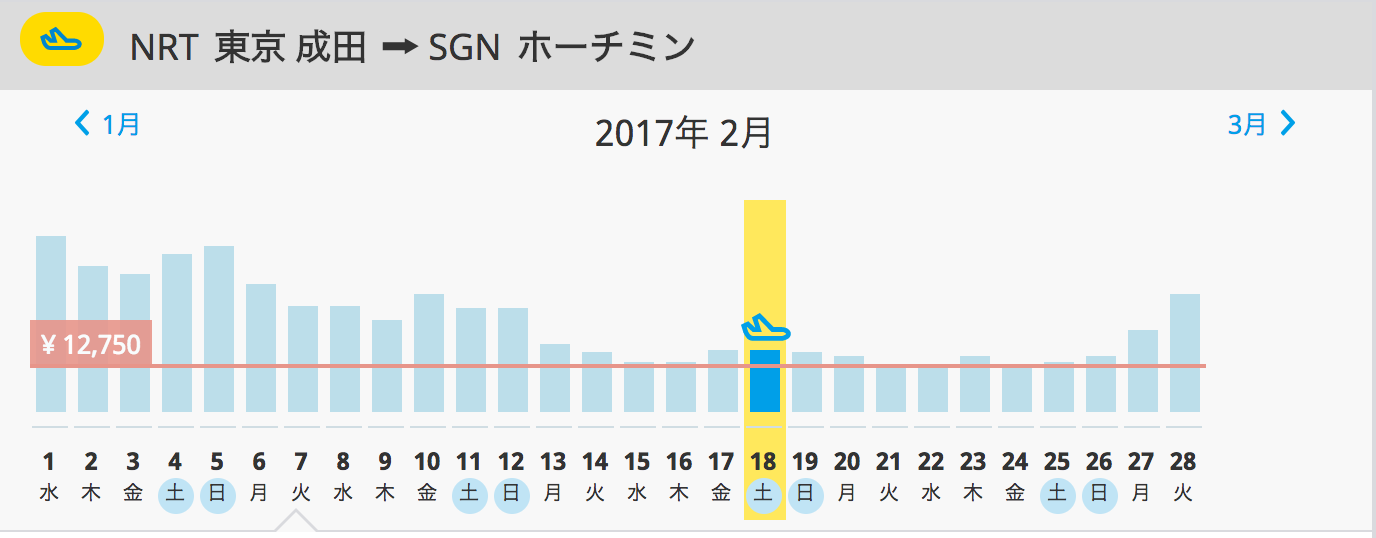 NRT 東京 成田 ➡ SGN ホーチミン
1月 2017年 2月 3月
¥ 12,750
1 2 3 4 5 6 7 8 9 10 11 12 13 14 15 16 17 18 19 20 21 22 23 24 25 26 27 28
水 木 金 土 日 月 火 水 木 金 土 日 月 火 水 木 金 土 日 月 火 水 木 金 土 日 月 火